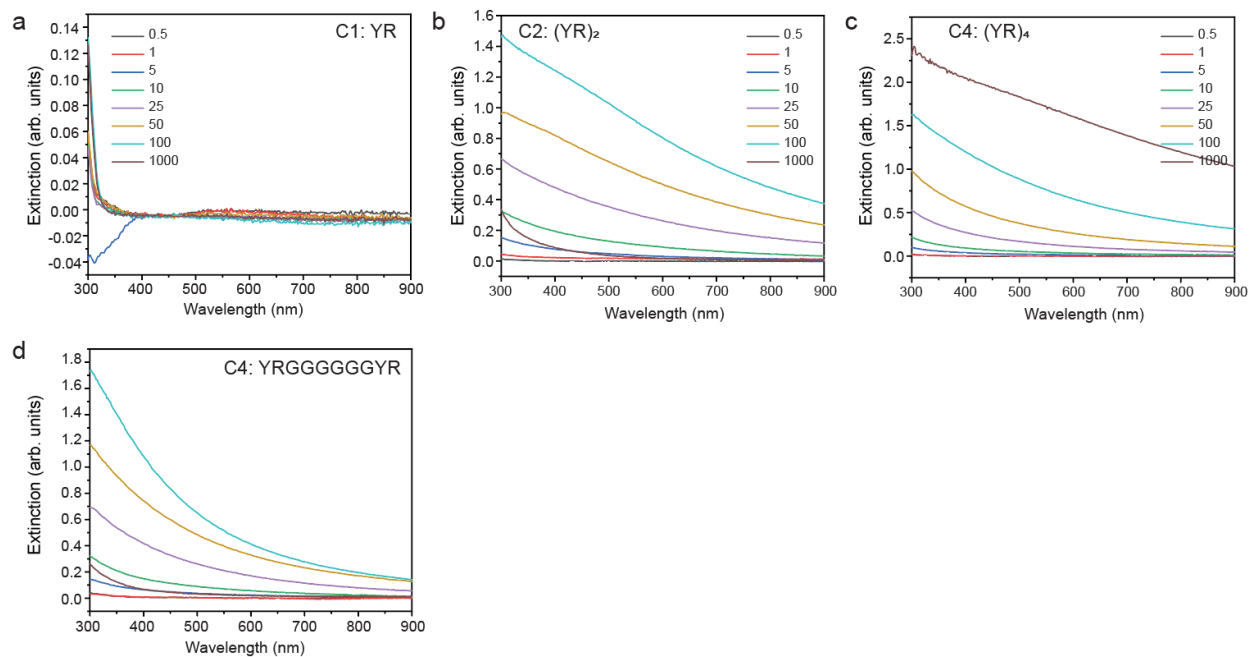 a
C1: YR
0.5
1
5
10
25
50
100
1000
0.14
0.12
0.10
0.08
0.06
0.04
0.02
0.00
-0.02
-0.04
Extinction (arb. units)
300 400 500 600 700 800 900
Wavelength (nm)
b
C2: (YR)₂
0.5
1
5
10
25
50
100
1000
1.6
1.4
1.2
1.0
0.8
0.6
0.4
0.2
0.0
Extinction (arb. units)
300 400 500 600 700 800 900
Wavelength (nm)
c
C4: (YR)₄
0.5
1
5
10
25
50
100
1000
2.5
2.0
1.5
1.0
0.5
0.0
Extinction (arb. units)
300 400 500 600 700 800 900
Wavelength (nm)
d
C4: YRGGGGGGYR
1.8
1.6
1.4
1.2
1.0
0.8
0.6
0.4
0.2
0.0
Extinction (arb. units)
300 400 500 600 700 800 900
Wavelength (nm)